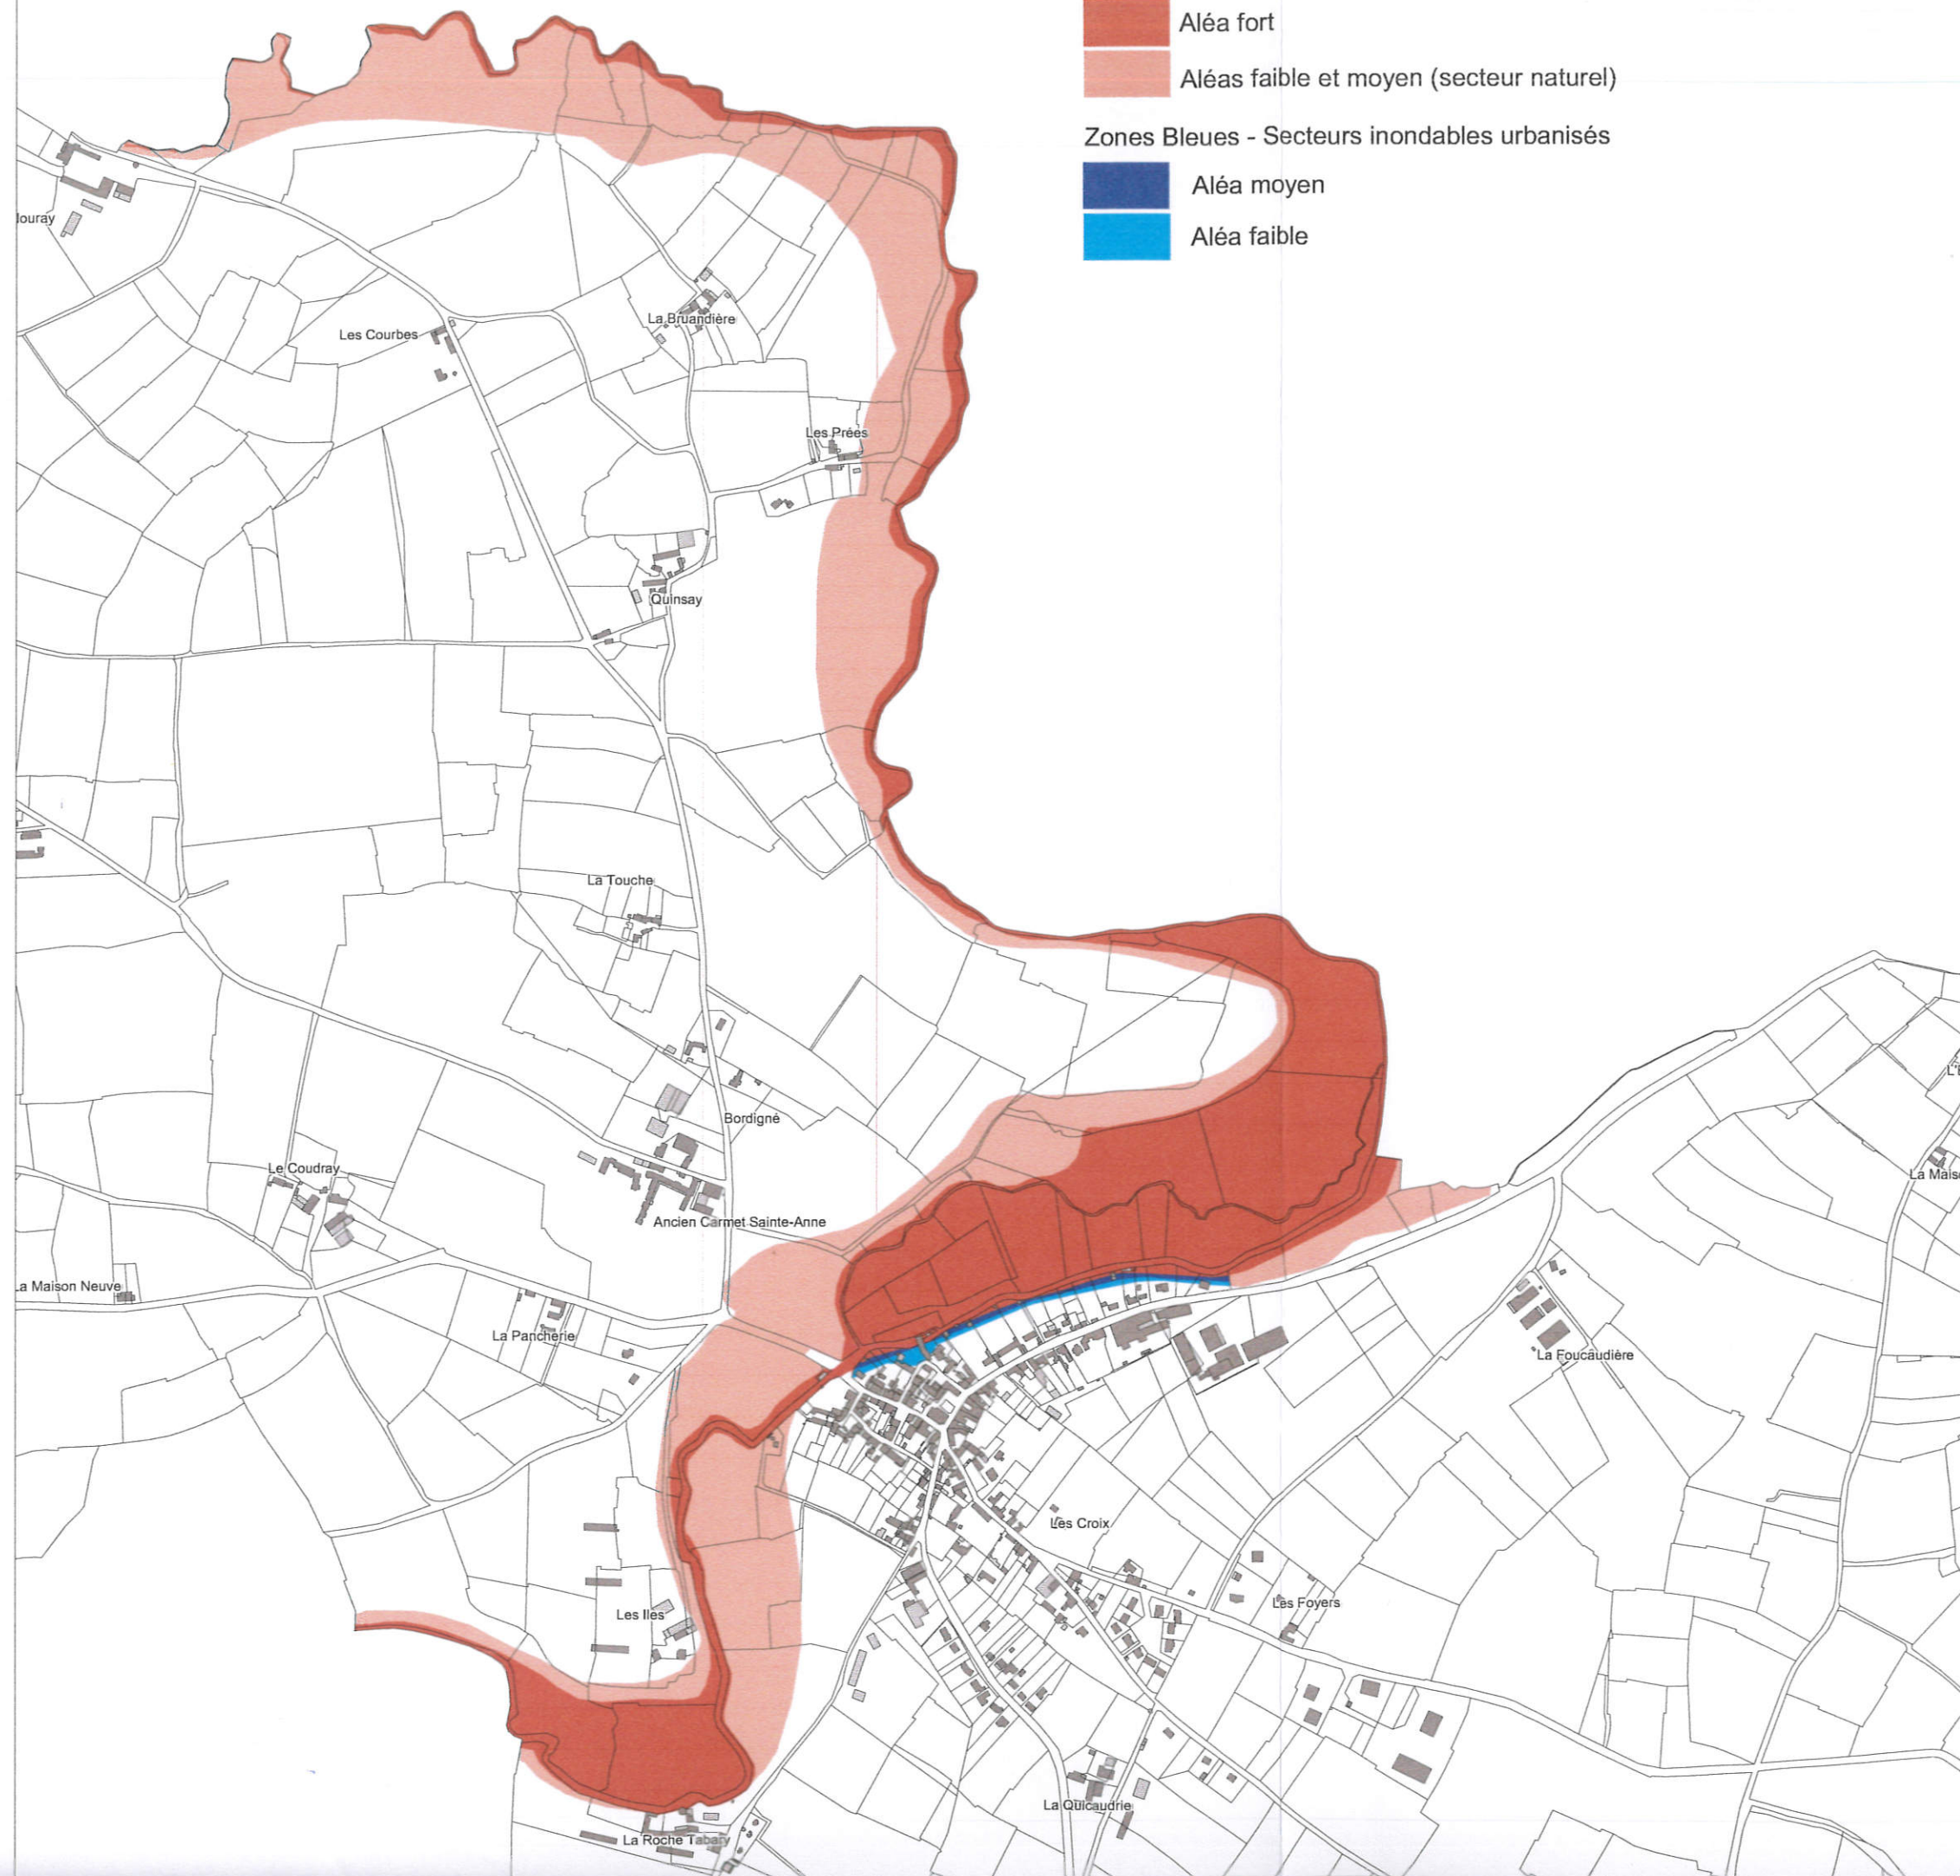 Aléa fort
Aléas faible et moyen (secteur naturel)
Zones Bleues - Secteurs inondables urbanisés
Aléa moyen
Aléa faible
La Bruandière
Les Courbes
Les Prées
Quinsay
La Touche
Bordigné
Le Coudray
La Mais
Ancien Carmet Sainte-Anne
a Maison Neuve
La Pancherie
La Foucaudière
Les Croix
Les Foyers
Les Iles
La Quicaudrie
La Roche Tabary